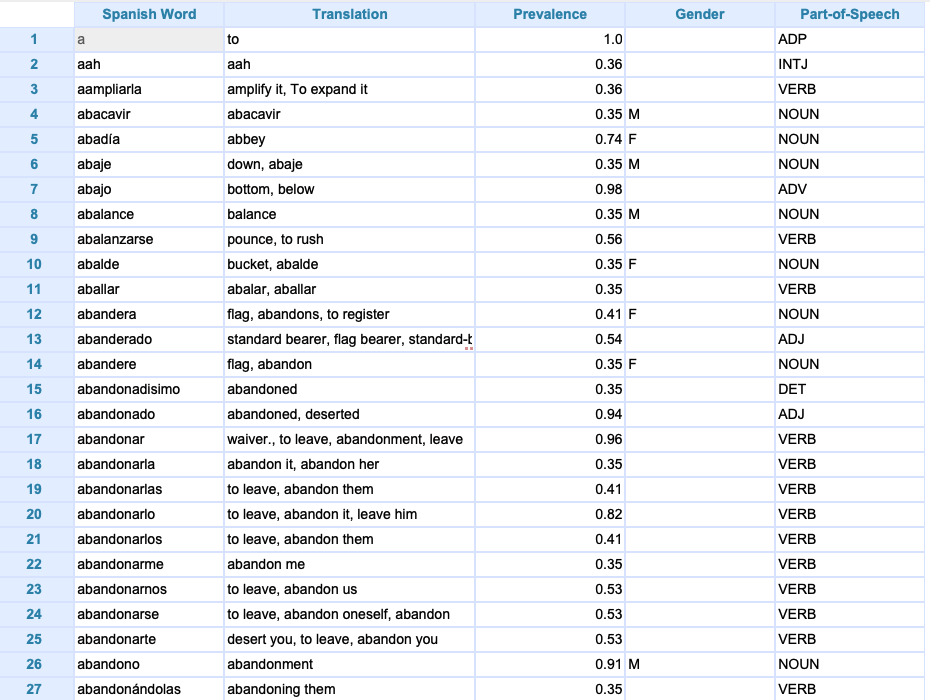 Spanish Word Translation Prevalence Gender Part-of-Speech
1 a to 1.0 ADP
2 aah aah 0.36 INTJ
3 aampliarla amplify it, To expand it 0.36 VERB
4 abacavir abacavir 0.35 M NOUN
5 abadía abbey 0.74 F NOUN
6 abaje down, abaje 0.35 M NOUN
7 abajo bottom, below 0.98 ADV
8 abalance balance 0.35 M NOUN
9 abalanzarse pounce, to rush 0.56 VERB
10 abalde bucket, abalde 0.35 F NOUN
11 aballar abalar, aballar 0.35 VERB
12 abandera flag, abandons, to register 0.41 F NOUN
13 abanderado standard bearer, flag bearer, 0.54 ADJ
14 abandere flag, abandon 0.35 F NOUN
15 abandonadisimo abandoned 0.35 DET
16 abandonado abandoned, deserted 0.94 ADJ
17 abandonar waiver., to leave, abandonment, leave 0.96 VERB
18 abandonarla abandon it, abandon her 0.35 VERB
19 abandonarlas to leave, abandon them 0.41 VERB
20 abandonarlo to leave, abandon it, leave him 0.82 VERB
21 abandonarlos to leave, abandon them 0.41 VERB
22 abandonarme abandon me 0.35 VERB
23 abandonarnos to leave, abandon us 0.53 VERB
24 abandonarse to leave, abandon oneself, abandon 0.53 VERB
25 abandonarte desert you, to leave, abandon you 0.53 VERB
26 abandono abandonment 0.91 M NOUN
27 abandonándolas abandoning them 0.35 VERB